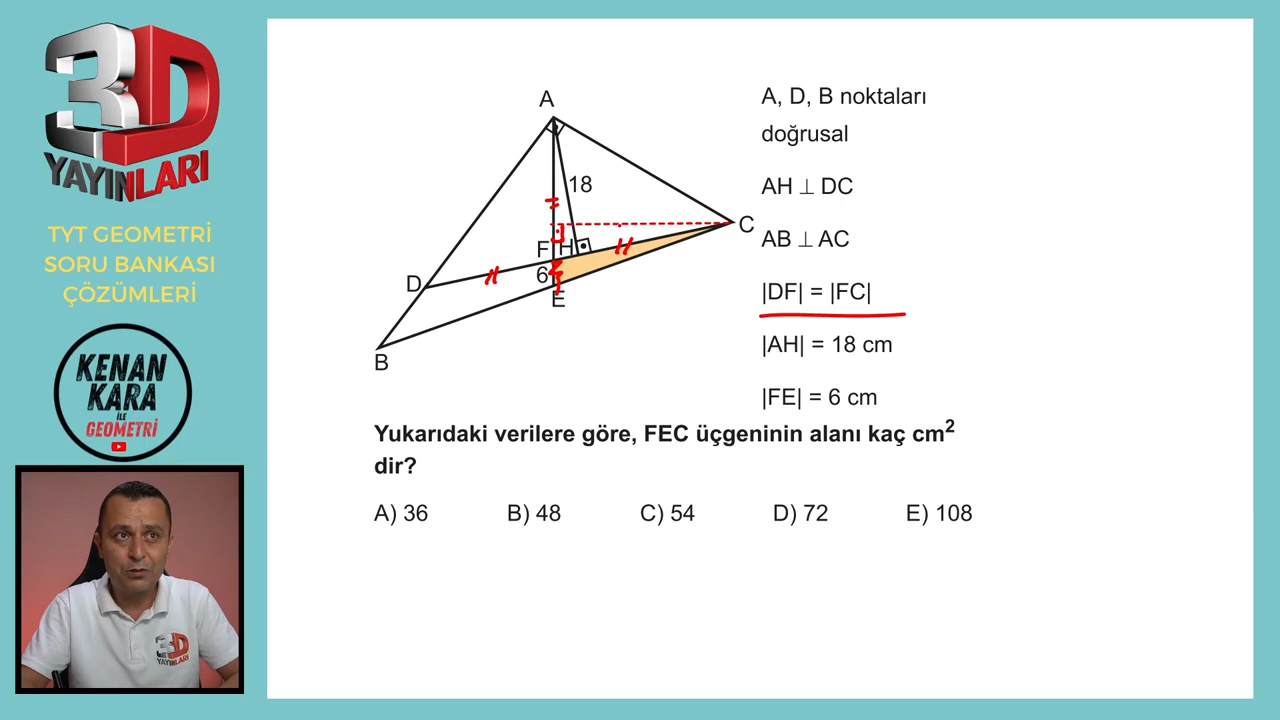 3D
YAYINLARI
TYT GEOMETRİ
SORU BANKASI
ÇÖZÜMLERİ
KENAN
KARA
İLE
GEOMETRİ
3D
YAYINLARI
A
18
C
F
H
D
6
E
B
A, D, B noktaları
doğrusal
AH ⊥ DC
AB ⊥ AC
|DF| = |FC|
|AH| = 18 cm
|FE| = 6 cm
Yukarıdaki verilere göre, FEC üçgeninin alanı kaç cm²
dir?
A) 36 B) 48 C) 54 D) 72 E) 108